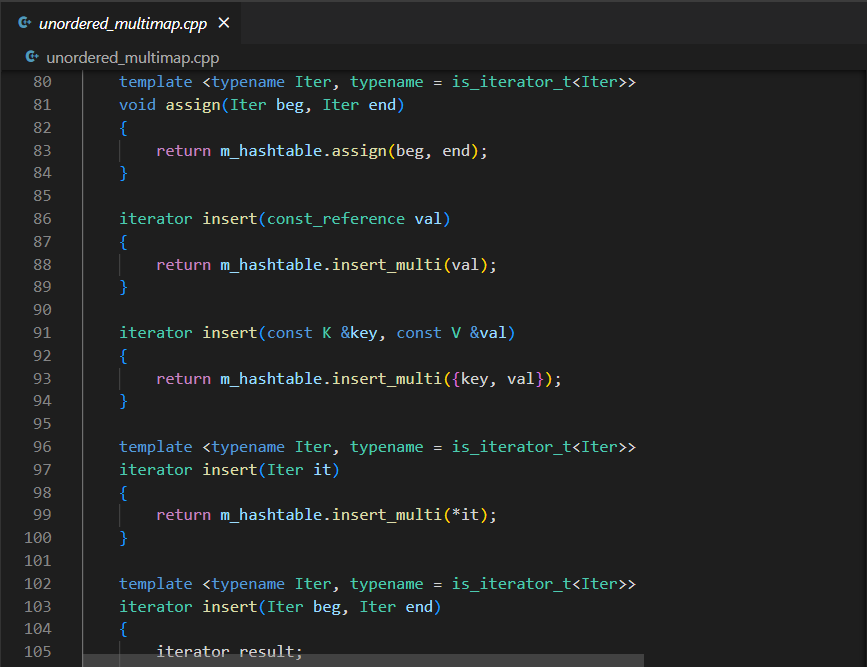 unordered_multimap.cpp
unordered_multimap.cpp
80 template <typename Iter, typename = is_iterator_t<Iter>>
81 void assign(Iter beg, Iter end)
82 {
83 return m_hashtable.assign(beg, end);
84 }
85
86 iterator insert(const_reference val)
87 {
88 return m_hashtable.insert_multi(val);
89 }
90
91 iterator insert(const K &key, const V &val)
92 {
93 return m_hashtable.insert_multi({key, val});
94 }
95
96 template <typename Iter, typename = is_iterator_t<Iter>>
97 iterator insert(Iter it)
98 {
99 return m_hashtable.insert_multi(*it);
100 }
101
102 template <typename Iter, typename = is_iterator_t<Iter>>
103 iterator insert(Iter beg, Iter end)
104 {
105 iterator result;